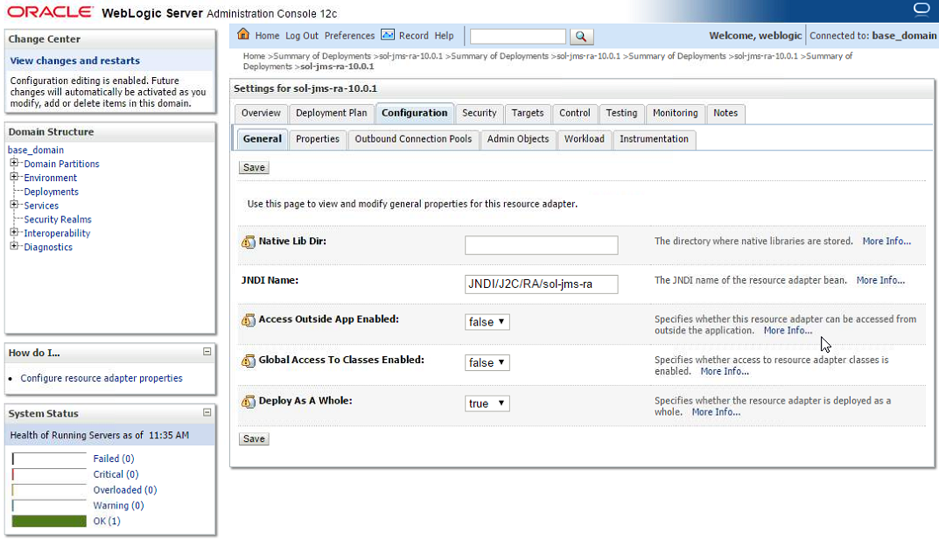 ORACLE WebLogic Server Administration Console 12c
Change Center
View changes and restarts
Configuration editing is enabled. Future
changes will automatically be activated as you
modify, add or delete items in this domain.
Domain Structure
base_domain
Domain Partitions
Environment
Deployments
Services
Security Realms
Interoperability
Diagnostics
How do I...
Configure resource adapter properties
System Status
Health of Running Servers as of 11:35 AM
Failed (0)
Critical (0)
Overloaded (0)
Warning (0)
OK (1)
Home Log Out Preferences Record Help
Welcome, weblogic Connected to: base_domain
Home >Summary of Deployments >sol-jms-ra-10.0.1 >Summary of Deployments >sol-jms-ra-10.0.1 >Summary of Deployments >sol-jms-ra-10.0.1 >Summary of
Deployments >sol-jms-ra-10.0.1
Settings for sol-jms-ra-10.0.1
Overview Deployment Plan Configuration Security Targets Control Testing Monitoring Notes
General Properties Outbound Connection Pools Admin Objects Workload Instrumentation
Save
Use this page to view and modify general properties for this resource adapter.
Native Lib Dir: The directory where native libraries are stored. More Info...
JNDI Name: JNDI/J2C/RA/sol-jms-ra The JNDI name of the resource adapter bean. More Info...
Access Outside App Enabled: false Specifies whether this resource adapter can be accessed from
outside the application. More Info...
Global Access To Classes Enabled: false Specifies whether access to resource adapter classes is
enabled. More Info...
Deploy As A Whole: true Specifies whether the resource adapter is deployed as a
whole. More Info...
Save